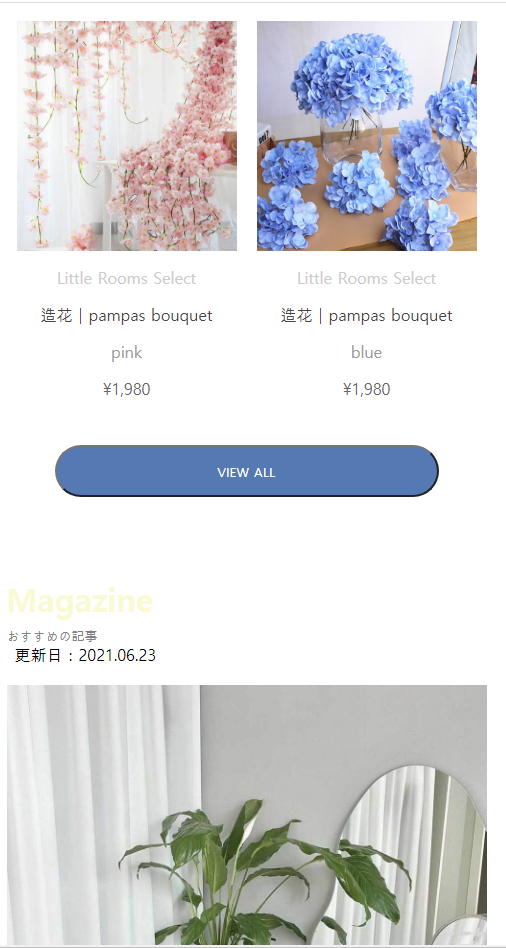 Little Rooms Select
造花 | pampas bouquet
pink
¥1,980
Little Rooms Select
造花 | pampas bouquet
blue
¥1,980
VIEW ALL
Magazine
おすすめの記事
更新日：2021.06.23